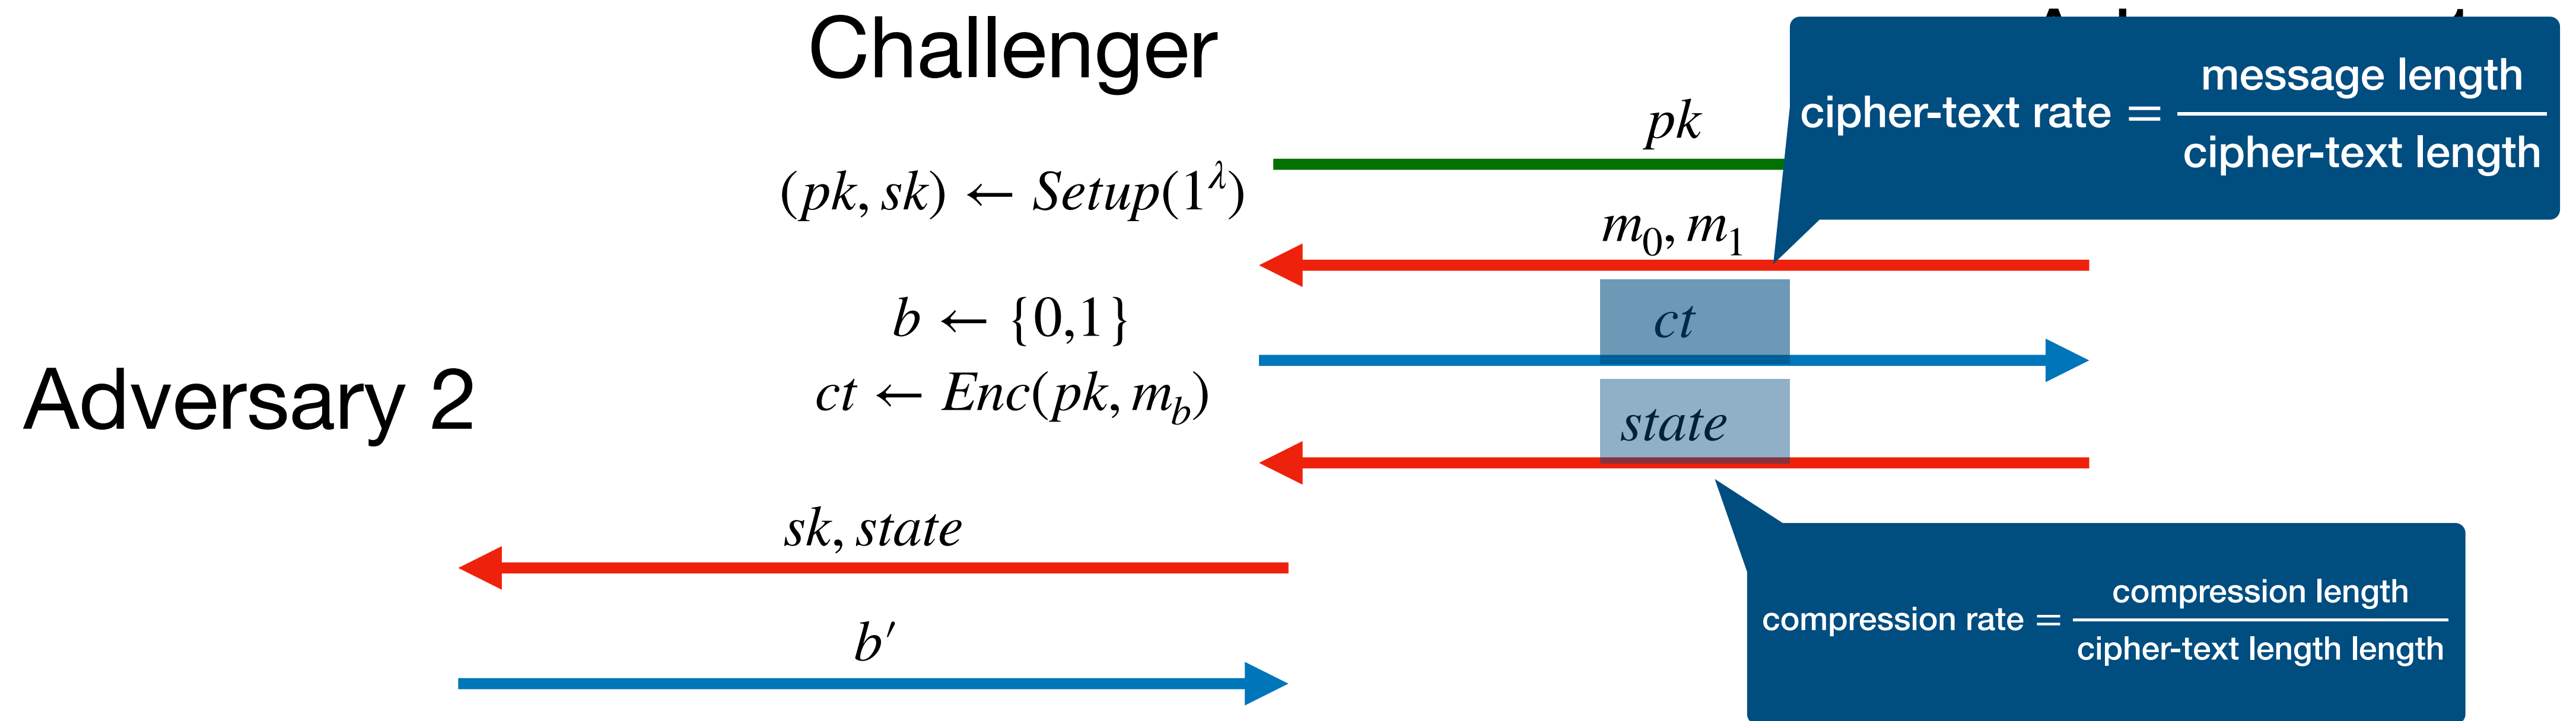 Challenger
message length
cipher-text rate =
cipher-text length
pk
(pk, sk) ← Setup(1^λ)
m_0, m_1
b ← {0,1}
ct
Adversary 2
ct ← Enc(pk, m_b)
state
sk, state
compression length
compression rate =
cipher-text length length
b′